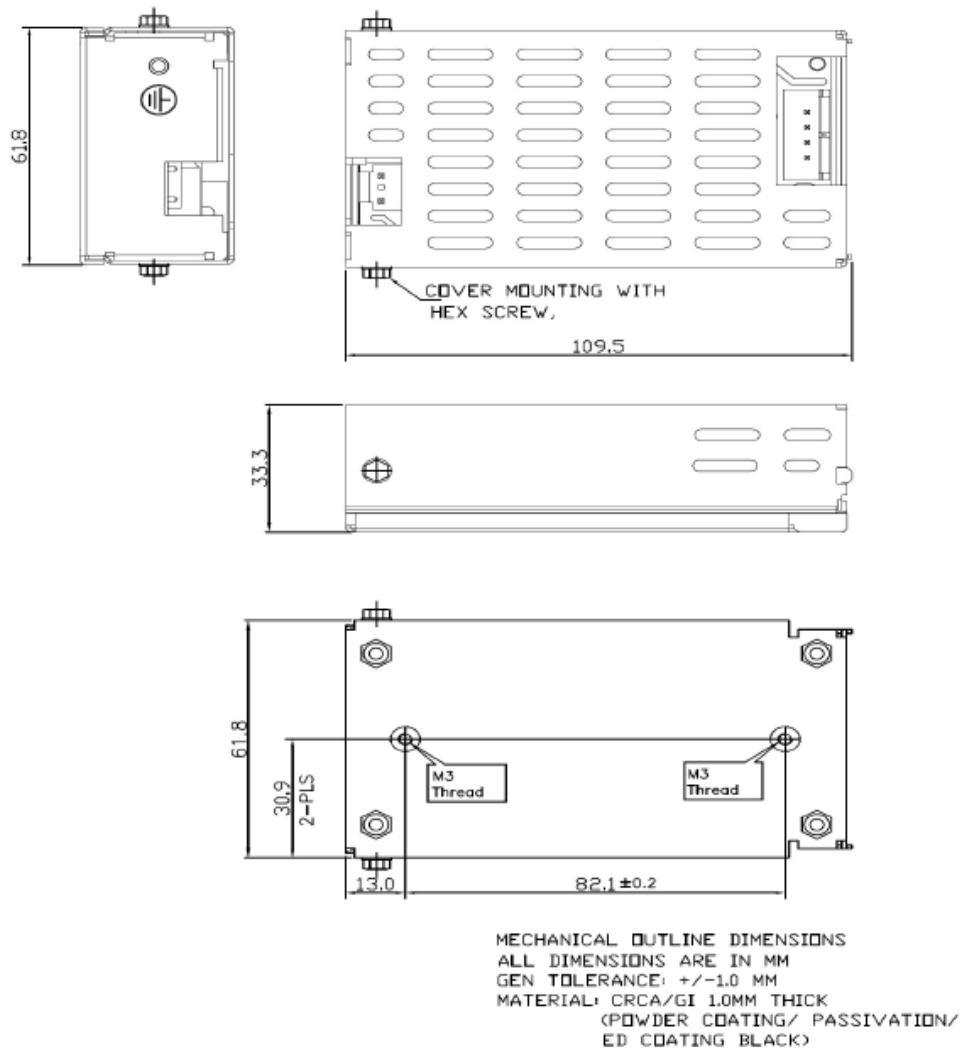 61.8
COVER MOUNTING WITH
HEX SCREW,
109.5
33.3
61.8
30.9
2-PLS
M3
Thread
M3
Thread
13.0
82.1±0.2
MECHANICAL OUTLINE DIMENSIONS
ALL DIMENSIONS ARE IN MM
GEN TOLERANCE: +/-1.0 MM
MATERIAL: CRCA/GI 1.0MM THICK
(POWDER COATING/ PASSIVATION/
ED COATING BLACK)